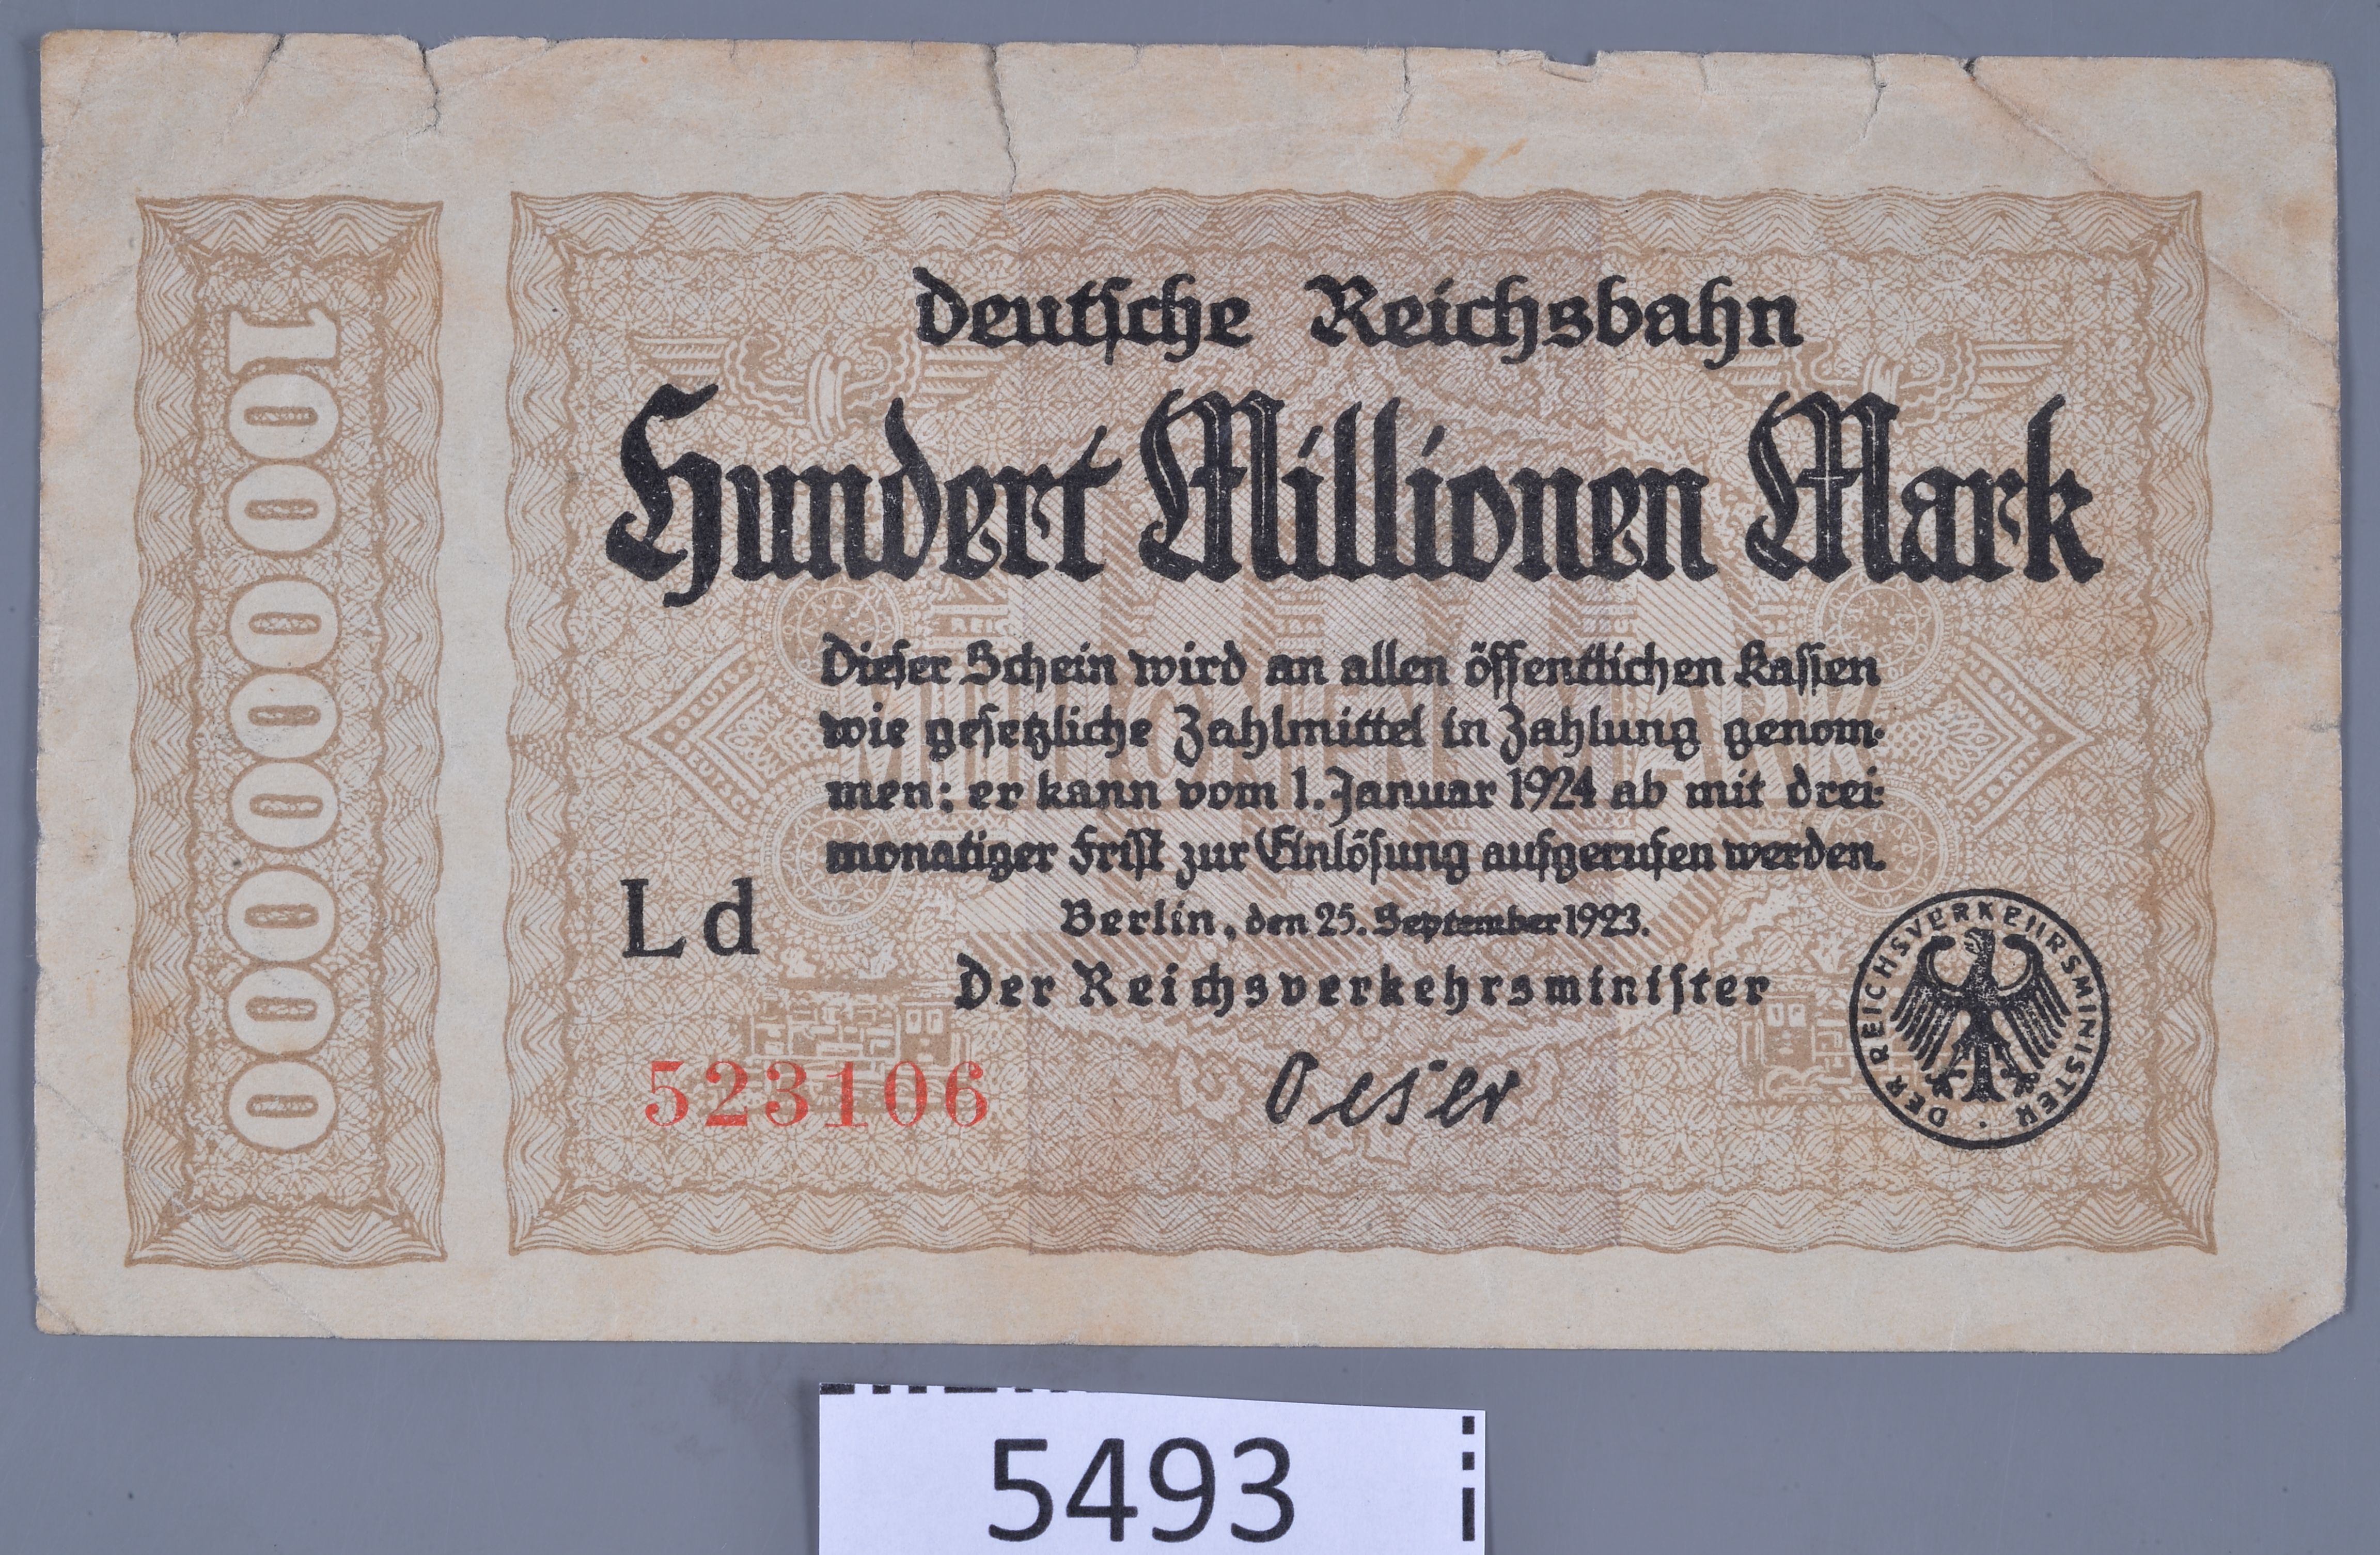 100000000
Deutsche Reichsbahn
Hundert Millionen Mark
Dieser Schein wird an allen öffentlichen Kassen
wie gesetzliche Zahlmittel in Zahlung genom-
men; er kann vom 1. Januar 1924 ab mit drei-
monatiger Frist zur Einlösung aufgerufen werden.
Berlin, den 25. September 1923.
Ld
Der Reichsverkehrsminister
523106
Oeser
DER REICHSVERKEHRSMINISTER
MILLIONEN MARK
5493